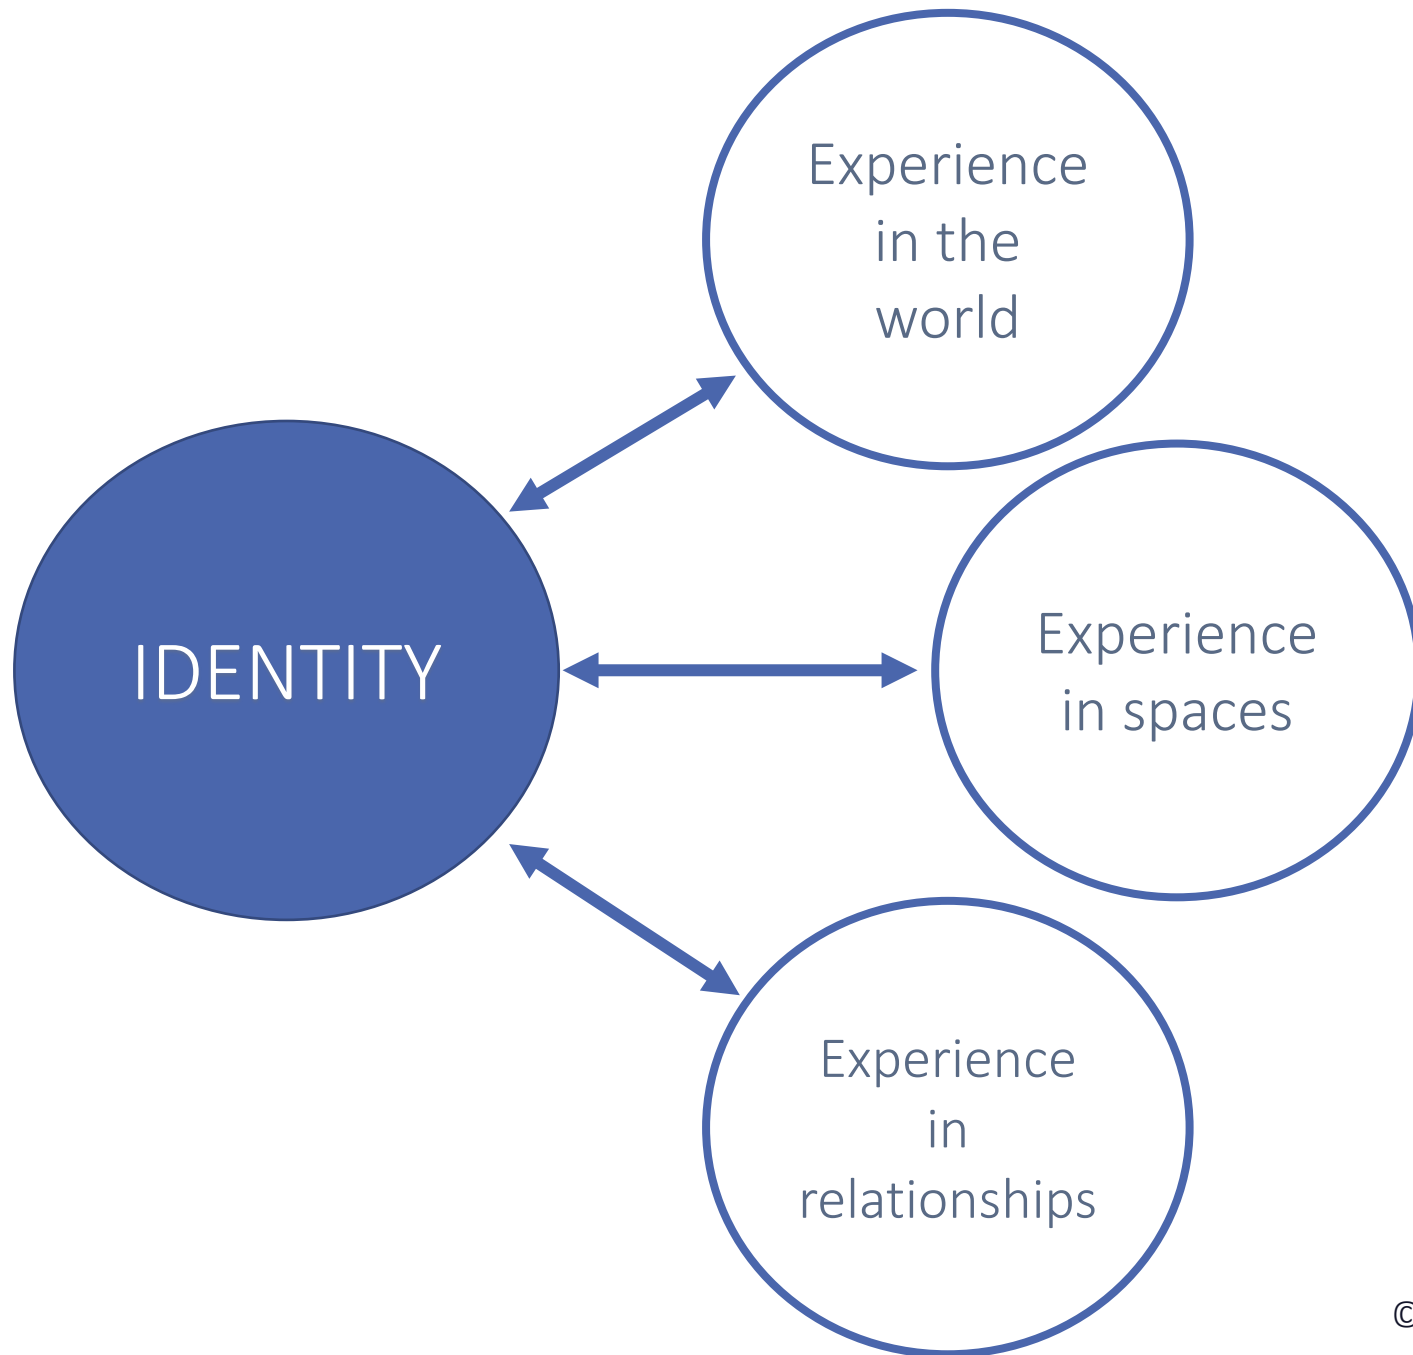 Experience
in the
world
IDENTITY
Experience
in spaces
Experience
in
relationships
©